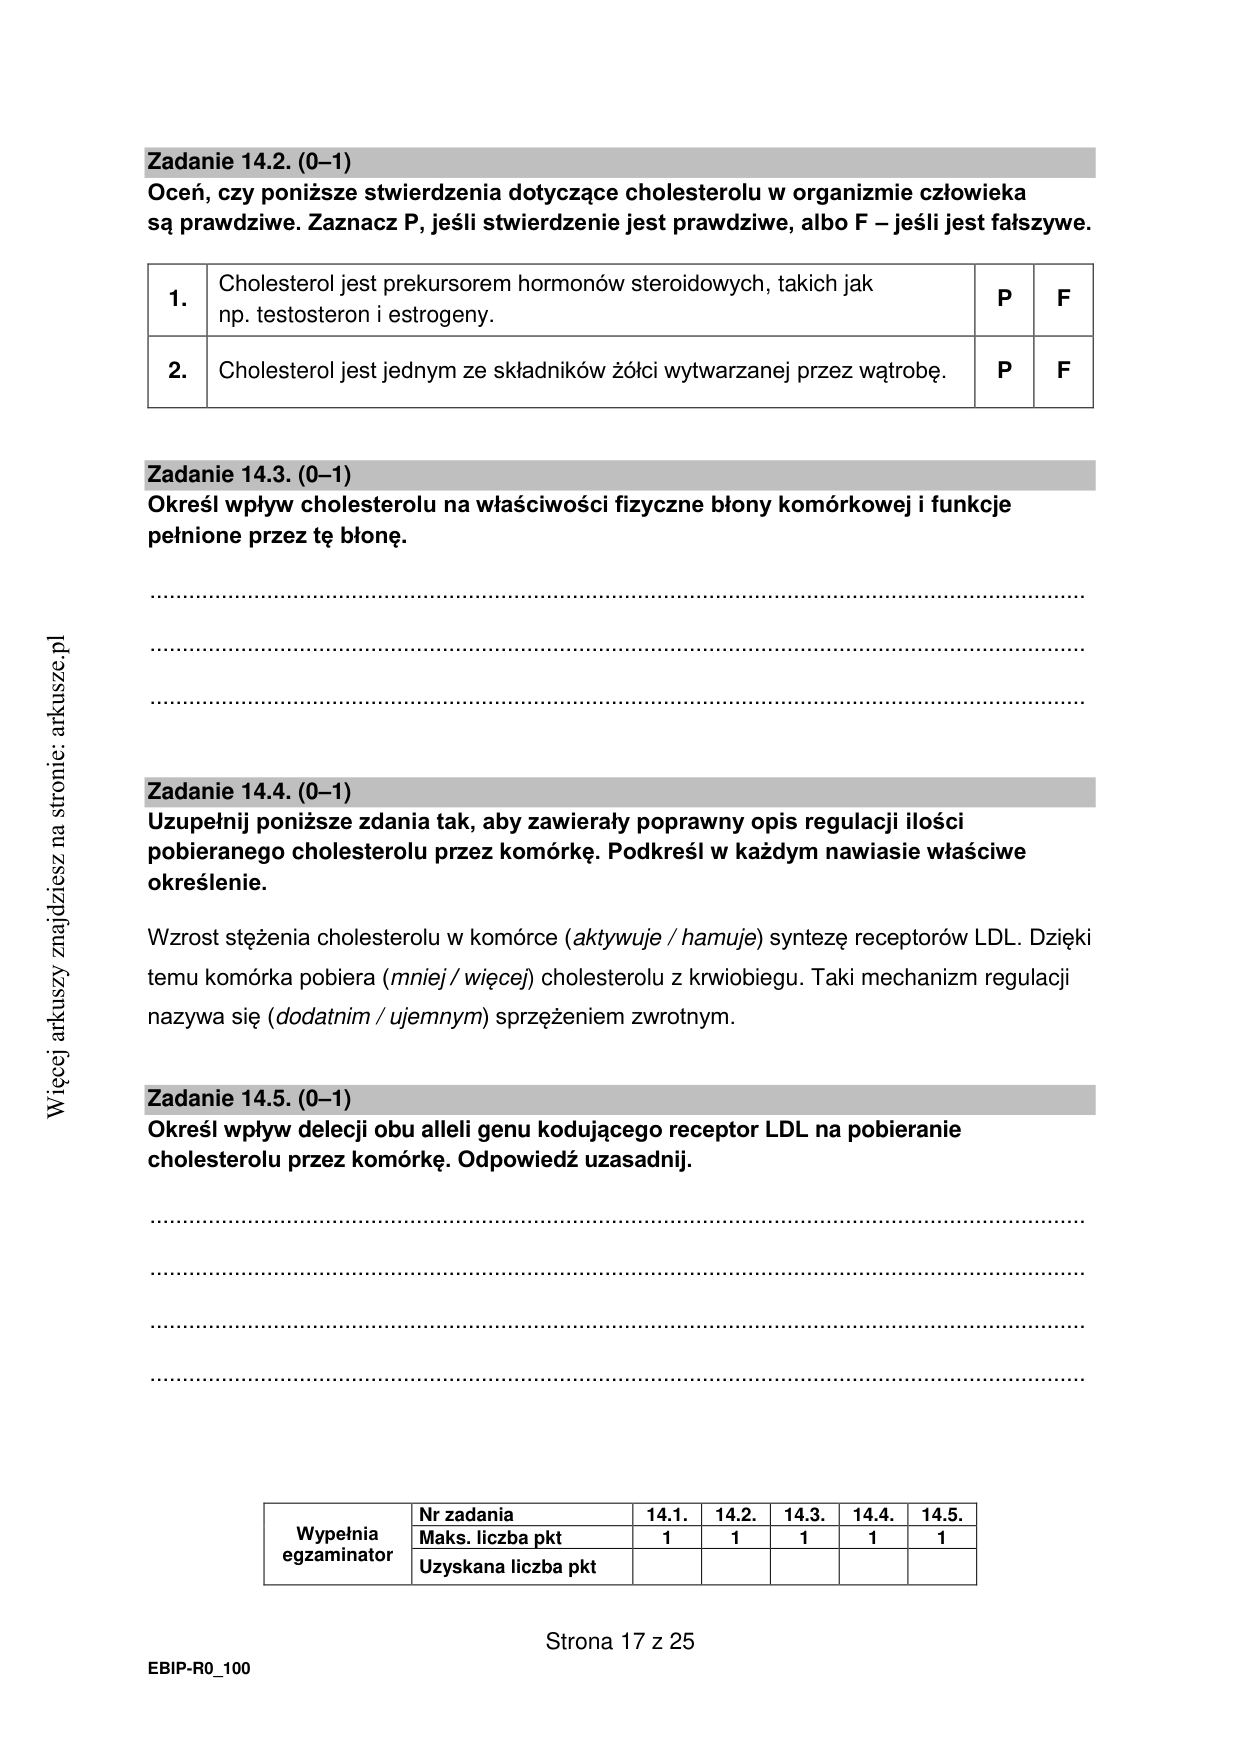 Zadanie 14.2. (0–1)
Oceń, czy poniższe stwierdzenia dotyczące cholesterolu w organizmie człowieka
są prawdziwe. Zaznacz P, jeśli stwierdzenie jest prawdziwe, albo F – jeśli jest fałszywe.
1. Cholesterol jest prekursorem hormonów steroidowych, takich jak
np. testosteron i estrogeny. P F
2. Cholesterol jest jednym ze składników żółci wytwarzanej przez wątrobę. P F
Zadanie 14.3. (0–1)
Określ wpływ cholesterolu na właściwości fizyczne błony komórkowej i funkcje
pełnione przez tę błonę.
Zadanie 14.4. (0–1)
Uzupełnij poniższe zdania tak, aby zawierały poprawny opis regulacji ilości
pobieranego cholesterolu przez komórkę. Podkreśl w każdym nawiasie właściwe
określenie.
Wzrost stężenia cholesterolu w komórce (aktywuje / hamuje) syntezę receptorów LDL. Dzięki
temu komórka pobiera (mniej / więcej) cholesterolu z krwiobiegu. Taki mechanizm regulacji
nazywa się (dodatnim / ujemnym) sprzężeniem zwrotnym.
Zadanie 14.5. (0–1)
Określ wpływ delecji obu alleli genu kodującego receptor LDL na pobieranie
cholesterolu przez komórkę. Odpowiedź uzasadnij.
Wypełnia
egzaminator
Nr zadania 14.1. 14.2. 14.3. 14.4. 14.5.
Maks. liczba pkt 1 1 1 1 1
Uzyskana liczba pkt
Strona 17 z 25
EBIP-R0_100
Więcej arkuszy znajdziesz na stronie: arkusze.pl